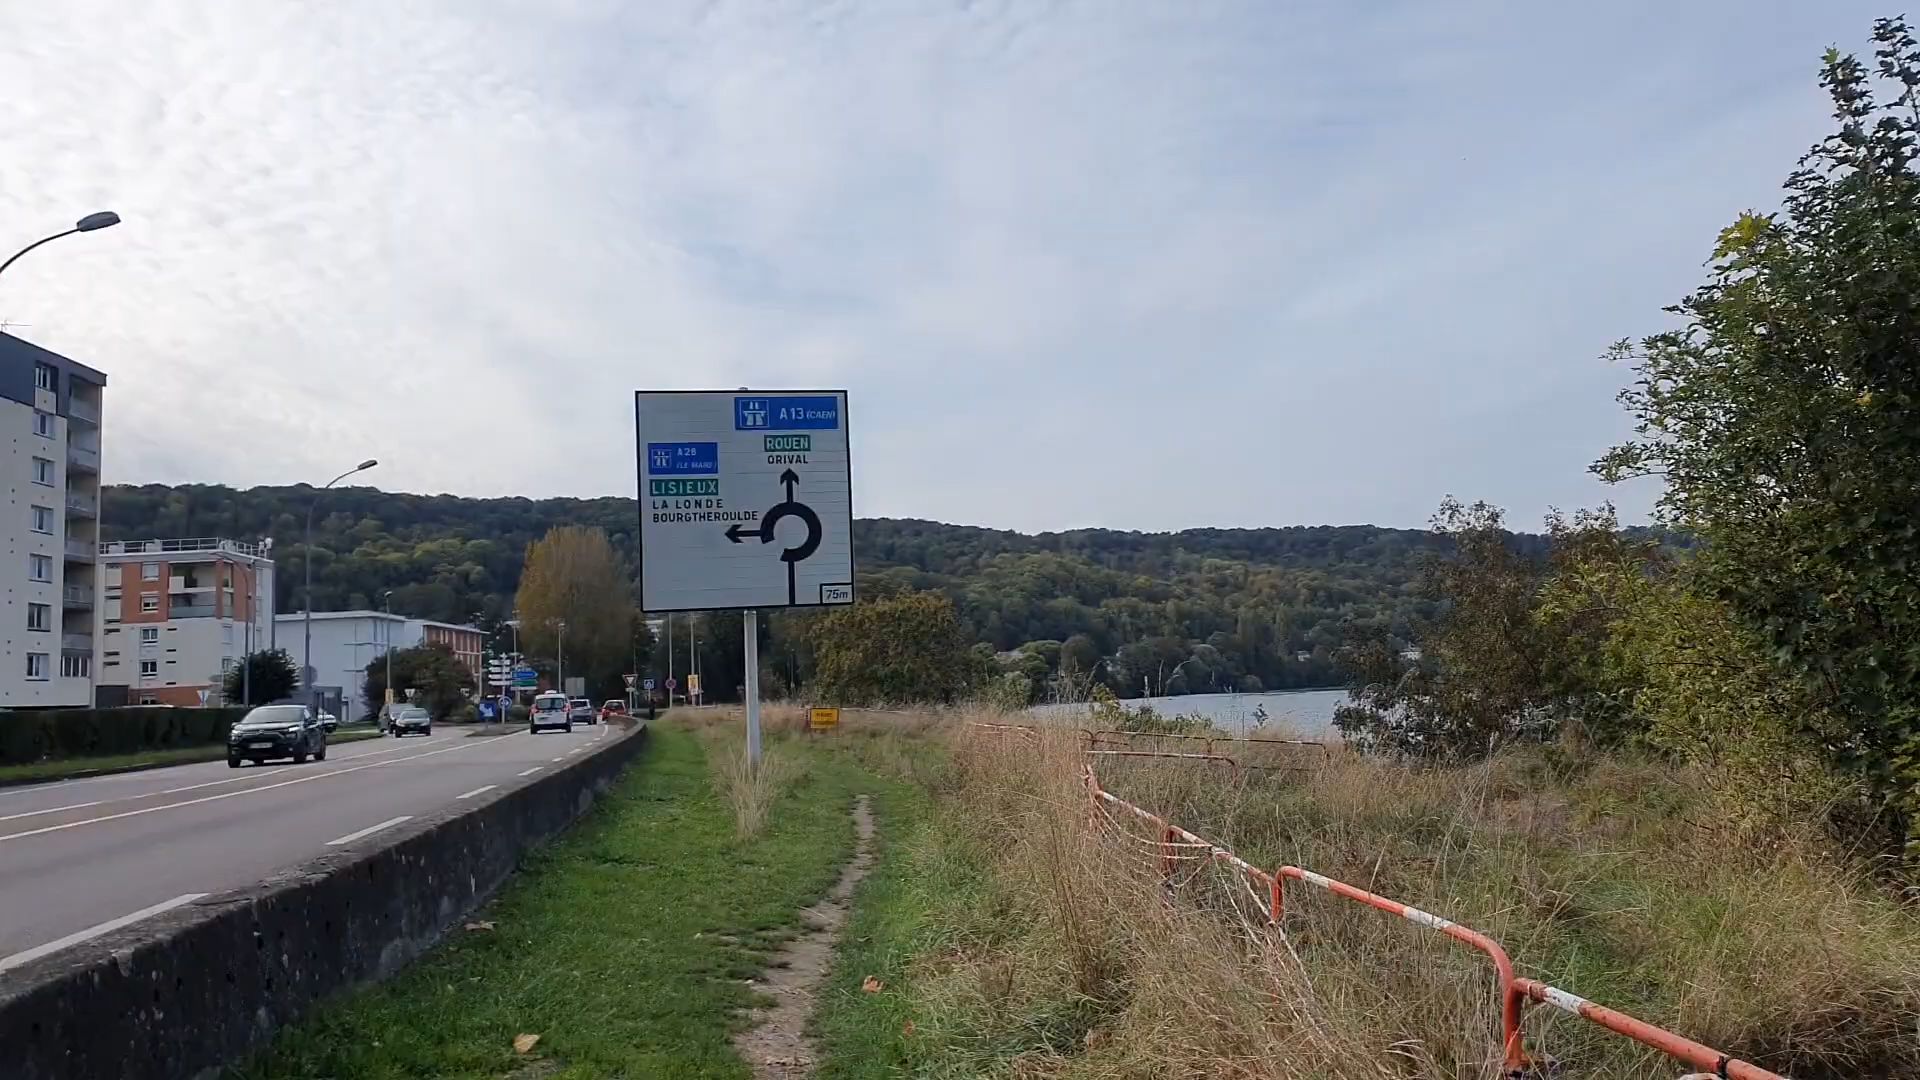 A13 (CAEN)
ROUEN
ORIVAL
A28
(LE MANS)
LISIEUX
LA LONDE
BOURGTHEROULDE
75m